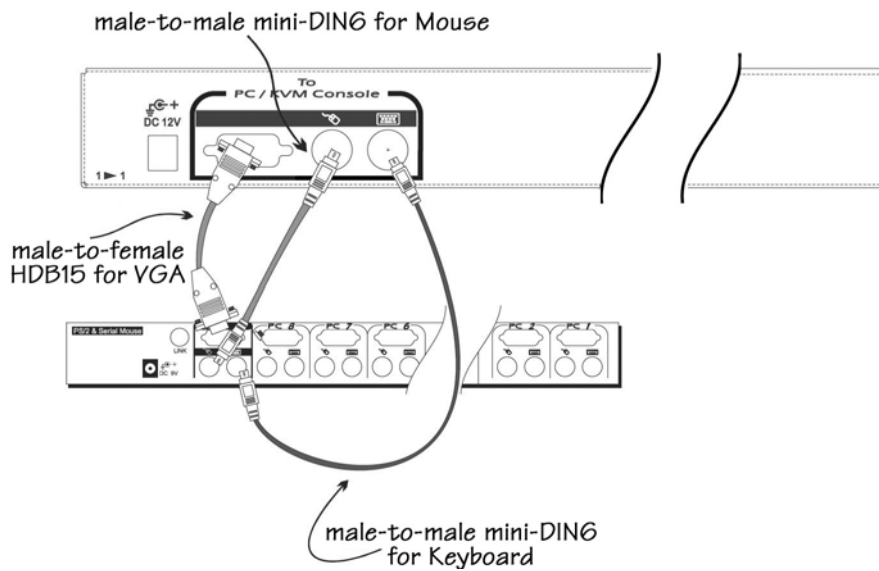 male-to-male mini-DIN6 for Mouse
To
PC / KVM Console
DC 12V
1 ► 1
male-to-female
HDB15 for VGA
PS/2 & Serial Mouse
LINK
DC 9V
PC 8
PC 7
PC 6
PC 2
PC 1
male-to-male mini-DIN6
for Keyboard